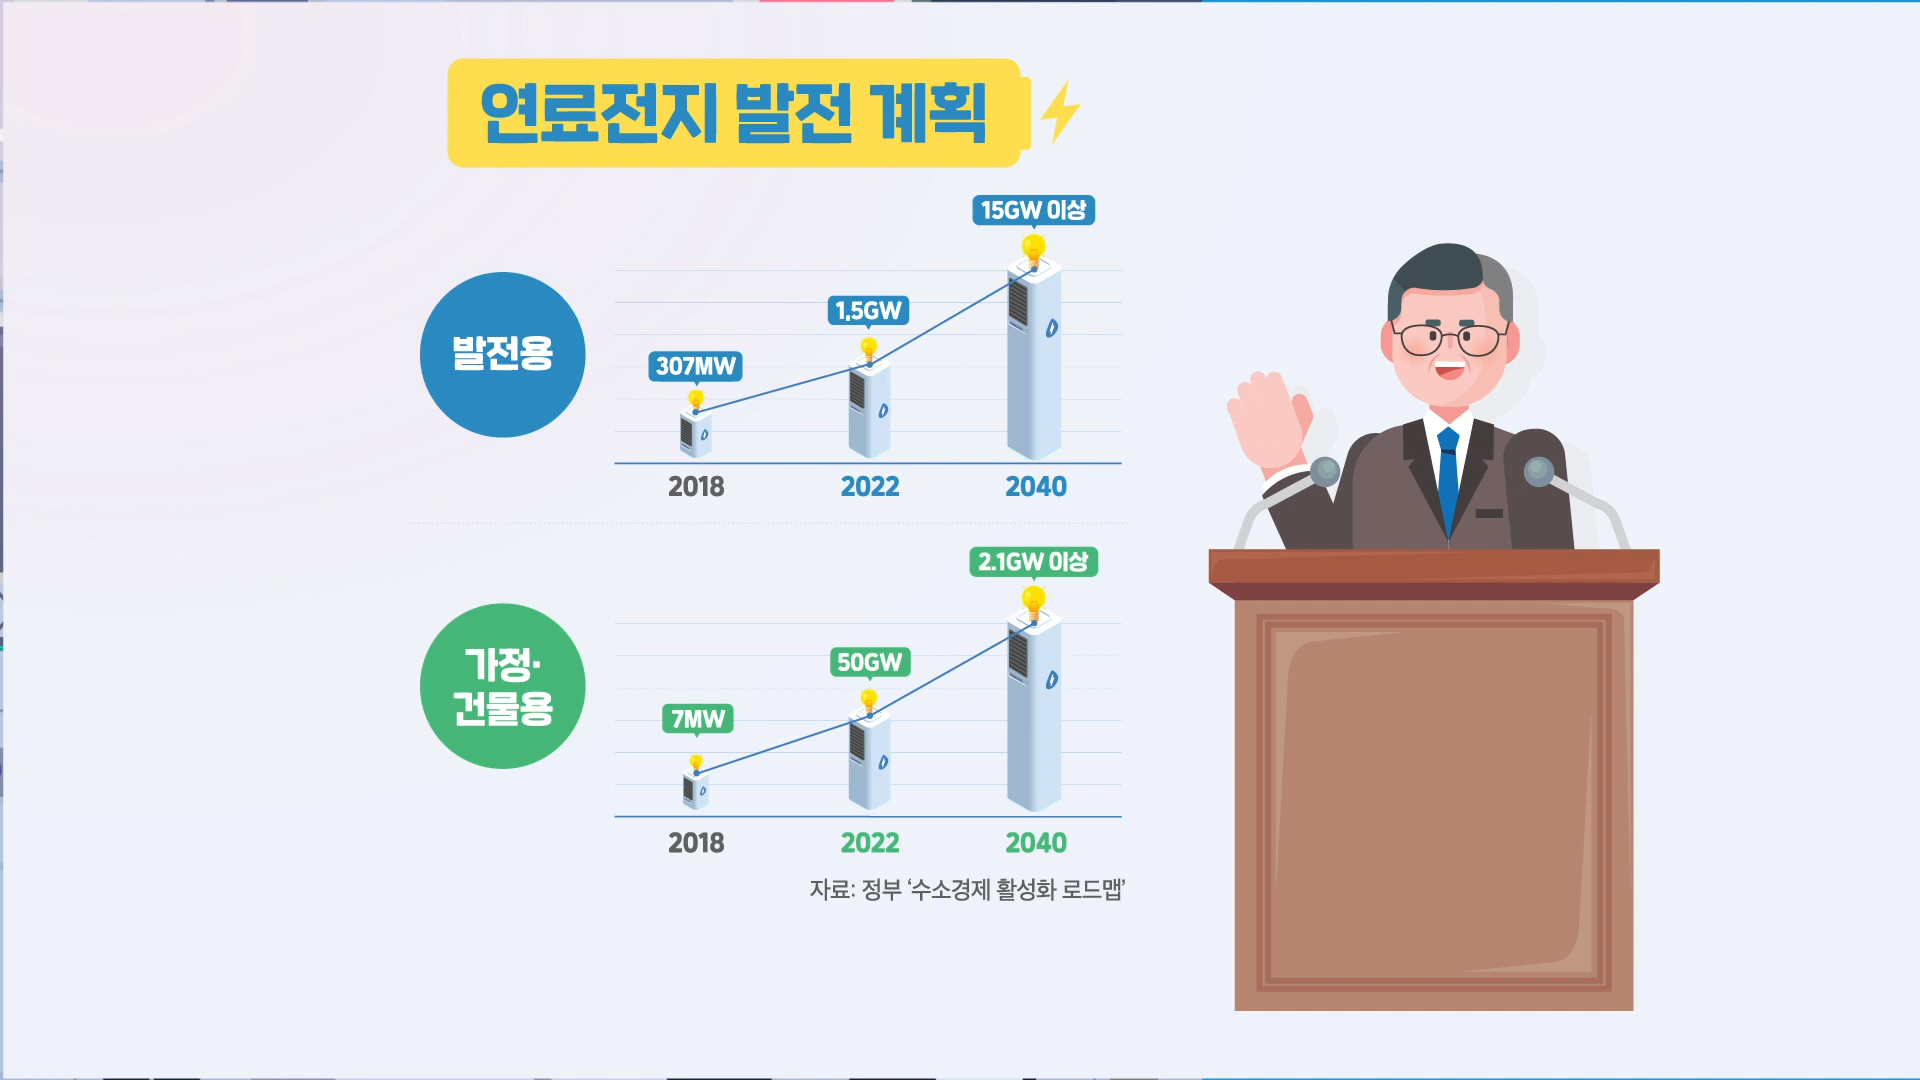 연료전지 발전 계획
발전용
307MW
1,5GW
15GW 이상
2018
2022
2040
가정·
건물용
7MW
50GW
2.1GW 이상
2018
2022
2040
자료: 정부 ‘수소경제 활성화 로드맵’